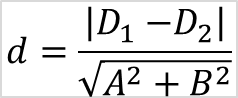 d = |D₁ −D₂| / √(A² + B²)